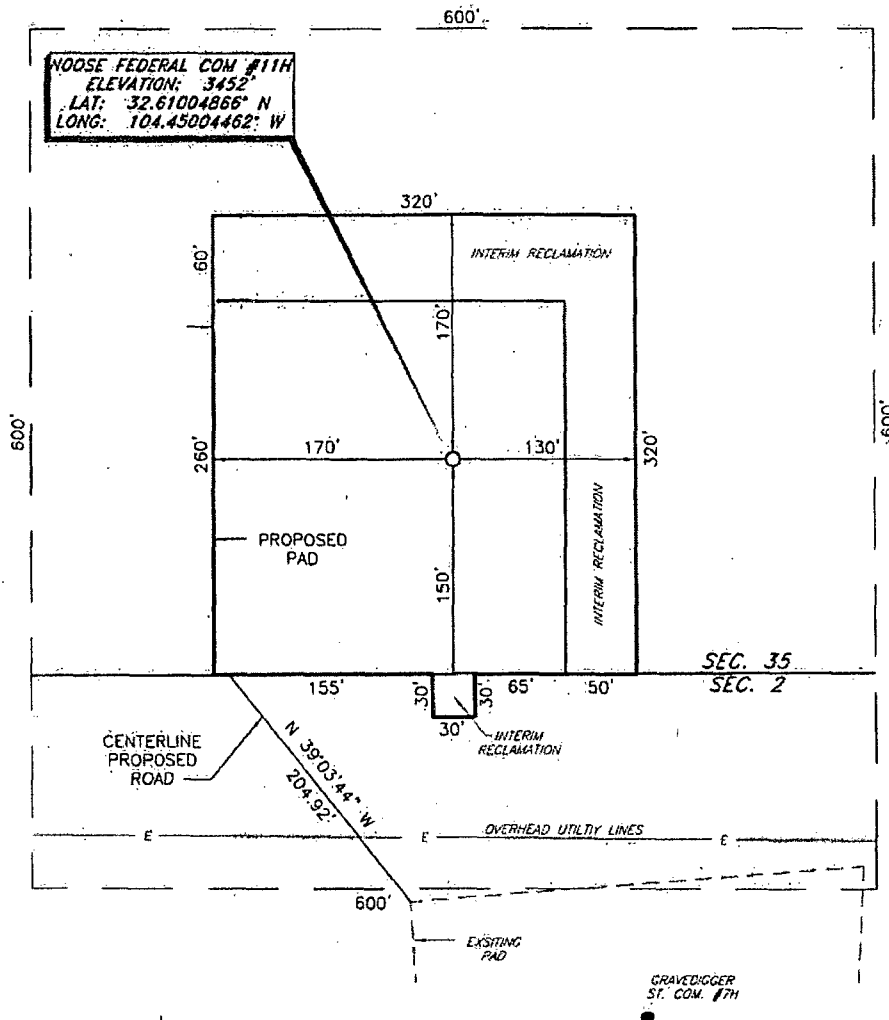 600'
NOOSE FEDERAL COM #11H
ELEVATION: 3452'
LAT: 32.61004866° N
LONG: 104.45004462° W
320'
60'
INTERIM RECLAMATION
170'
600'
600'
260'
170'
130'
320'
PROPOSED
PAD
150'
INTERIM RECLAMATION
SEC. 35
SEC. 2
155'
30'
30'
65'
50'
30'
INTERIM
RECLAMATION
CENTERLINE
PROPOSED
ROAD
N 39°03'44" W
204.92'
E
E
E
OVERHEAD UTILTIY LINES
600'
EXSITING
PAD
GRAVEDIGGER
ST. COM. #7H